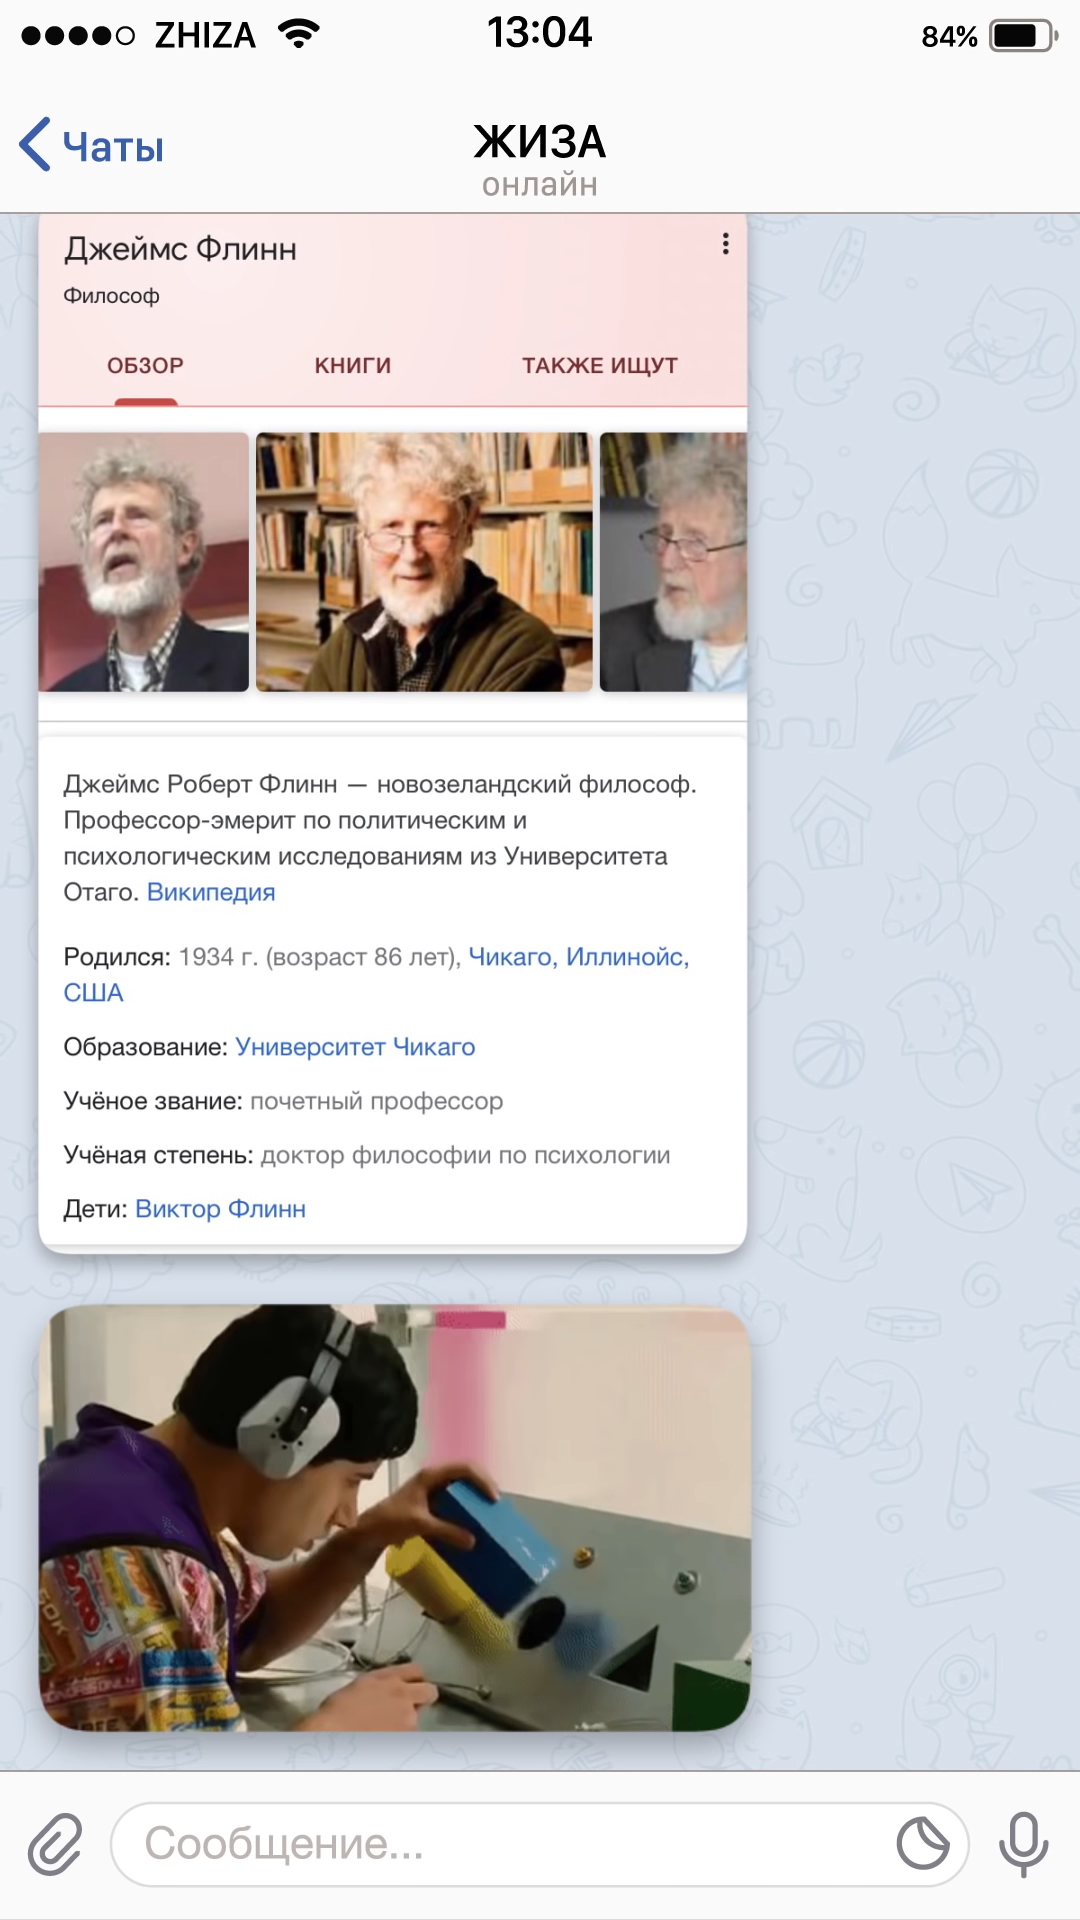 ZHIZA 13:04 84%
Чаты
ЖИЗА
онлайн
Джеймс Флинн
Философ
ОБЗОР КНИГИ ТАКЖЕ ИЩУТ
Джеймс Роберт Флинн — новозеландский философ.
Профессор-эмерит по политическим и
психологическим исследованиям из Университета
Отаго. Википедия
Родился: 1934 г. (возраст 86 лет), Чикаго, Иллинойс,
США
Образование: Университет Чикаго
Учёное звание: почетный профессор
Учёная степень: доктор философии по психологии
Дети: Виктор Флинн
Сообщение...